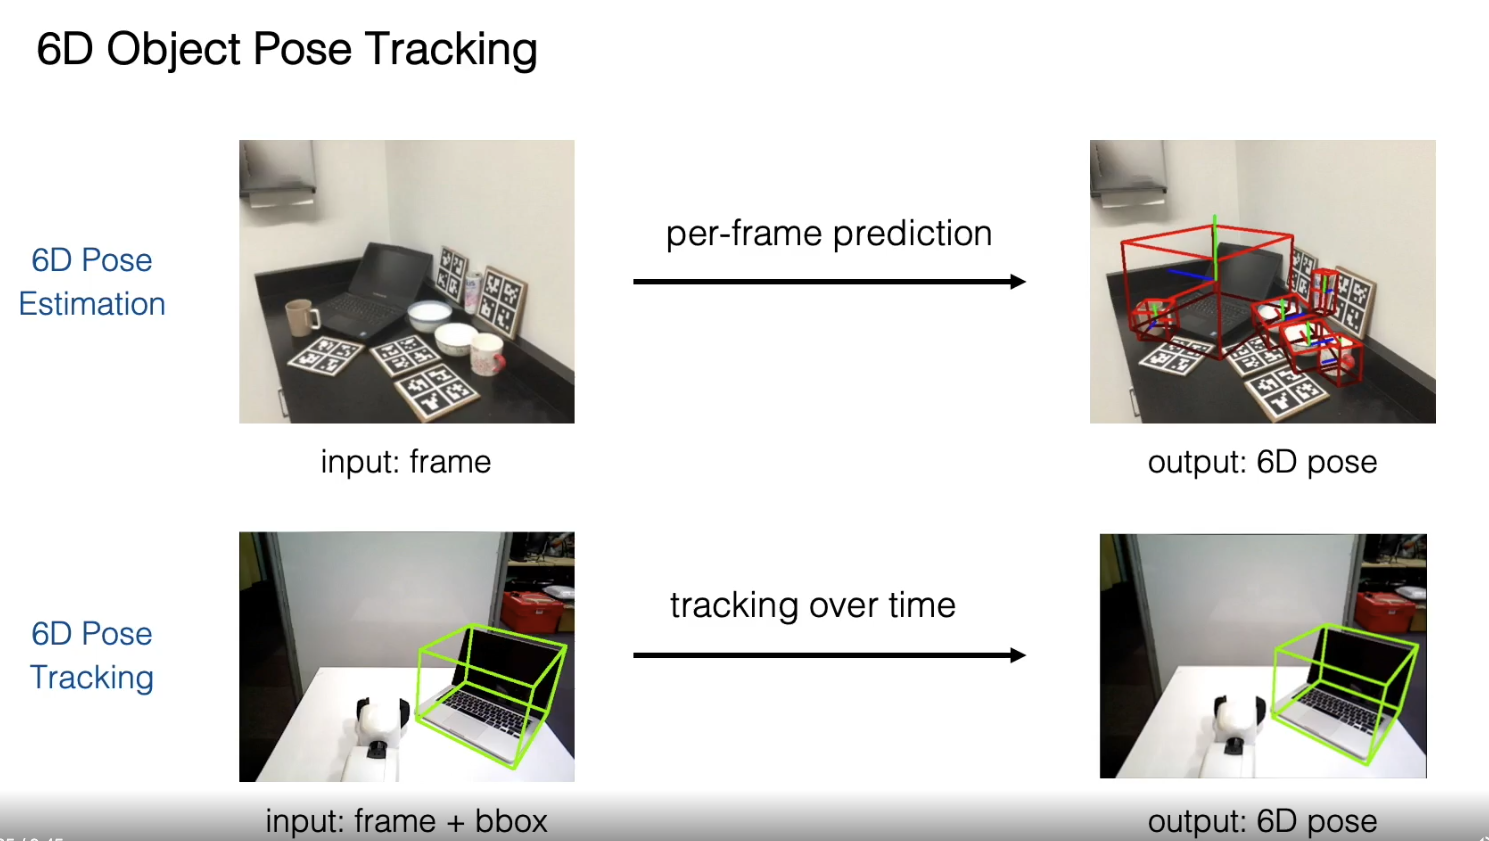 6D Object Pose Tracking
6D Pose
Estimation
per-frame prediction
input: frame
output: 6D pose
6D Pose
Tracking
tracking over time
input: frame + bbox
output: 6D pose